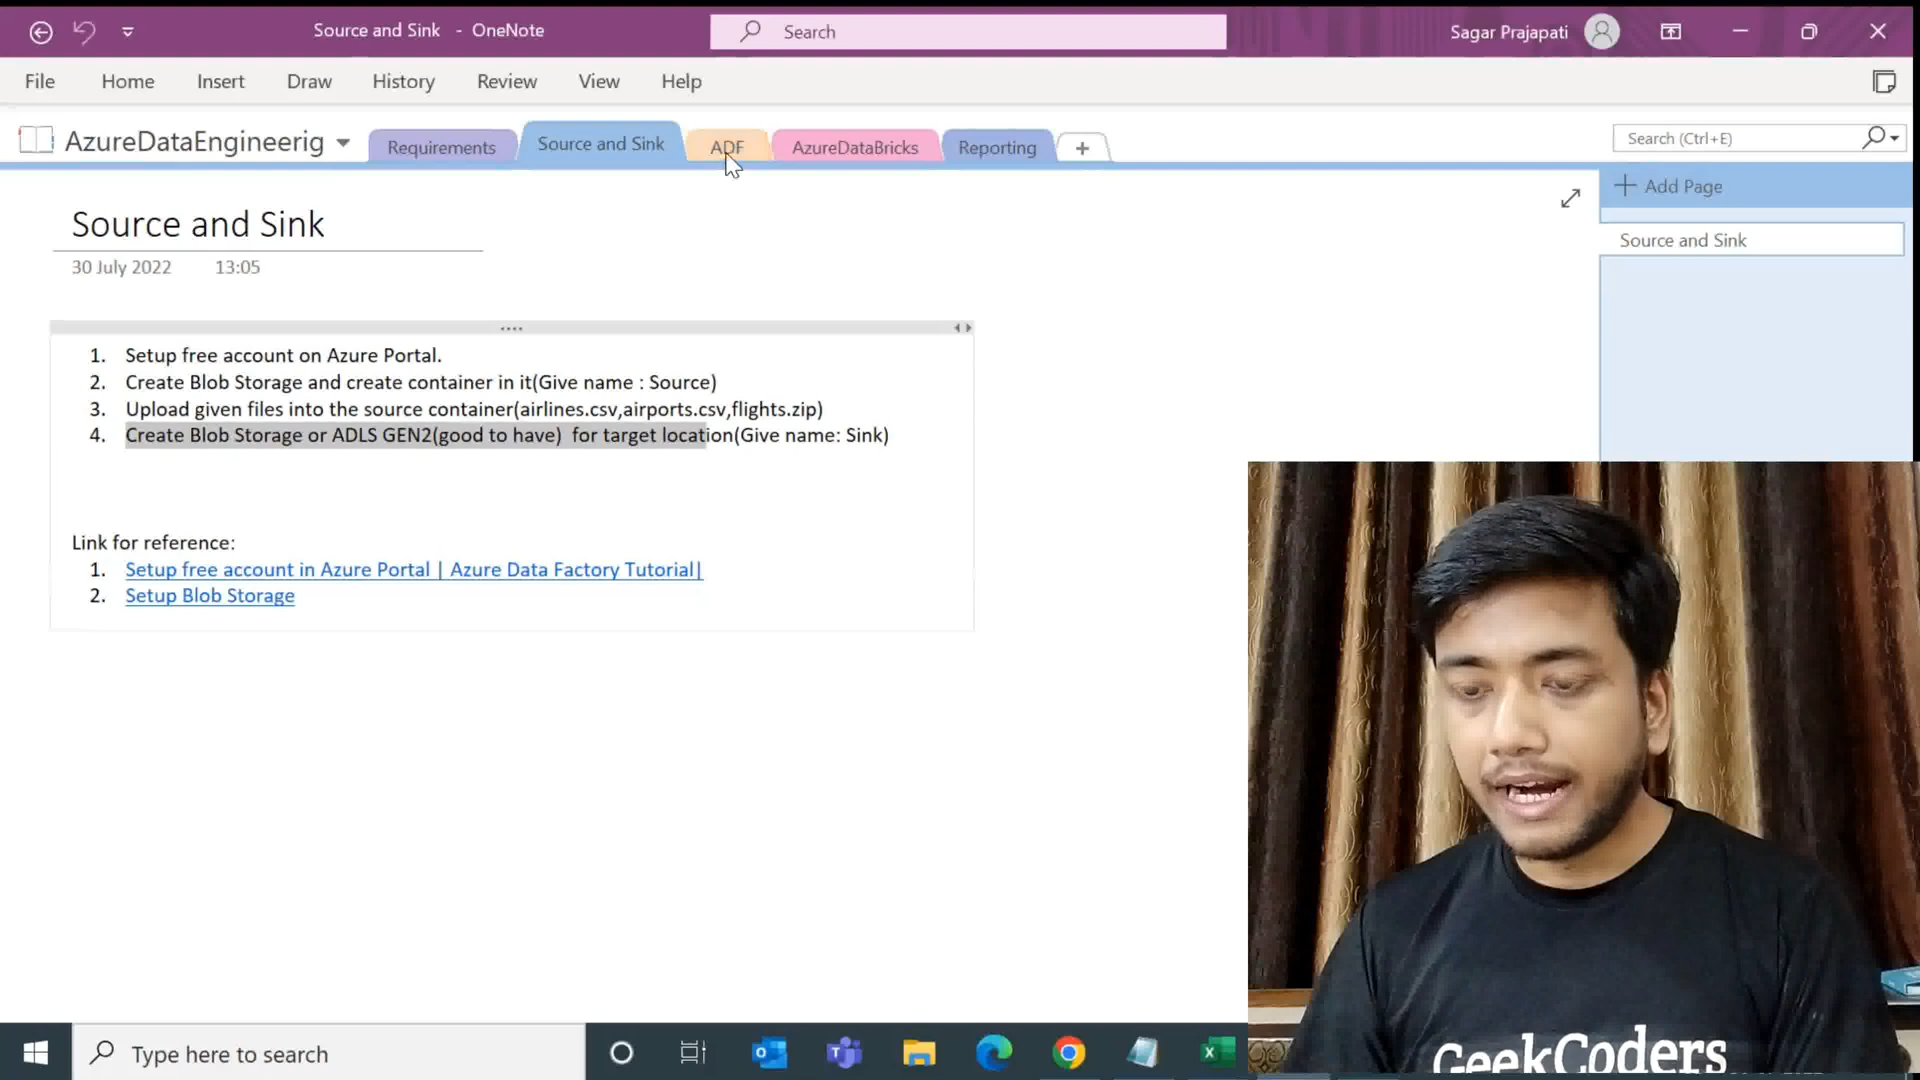 Source and Sink - OneNote
Search
Sagar Prajapati
File Home Insert Draw History Review View Help
AzureDataEngineerig
Requirements
Source and Sink
ADF
AzureDataBricks
Reporting
Search (Ctrl+E)
Add Page
Source and Sink
Source and Sink
30 July 2022 13:05
1. Setup free account on Azure Portal.
2. Create Blob Storage and create container in it(Give name : Source)
3. Upload given files into the source container(airlines.csv,airports.csv,flights.zip)
4. Create Blob Storage or ADLS GEN2(good to have) for target location(Give name: Sink)
Link for reference:
1. Setup free account in Azure Portal | Azure Data Factory Tutorial|
2. Setup Blob Storage
Type here to search
GeekCoders